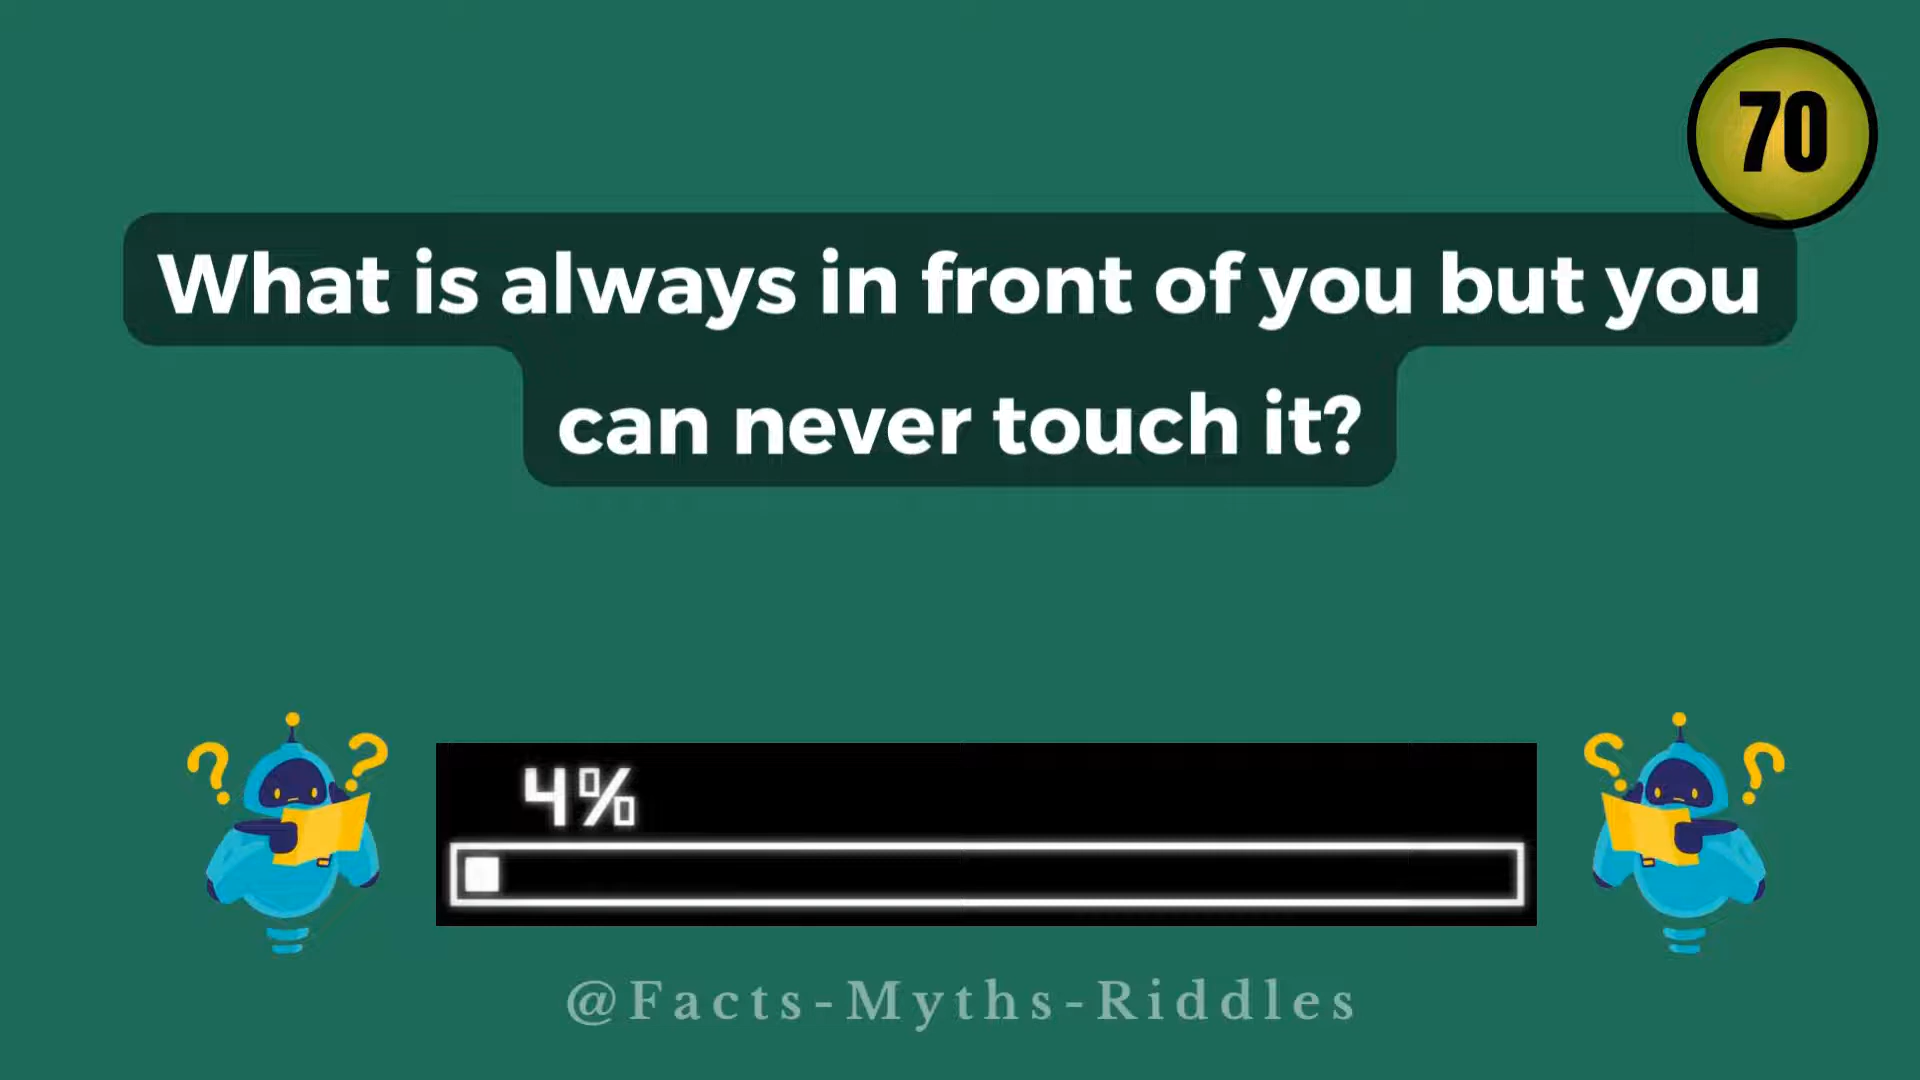 70
What is always in front of you but you
can never touch it?
4%
@Facts-Myths-Riddles